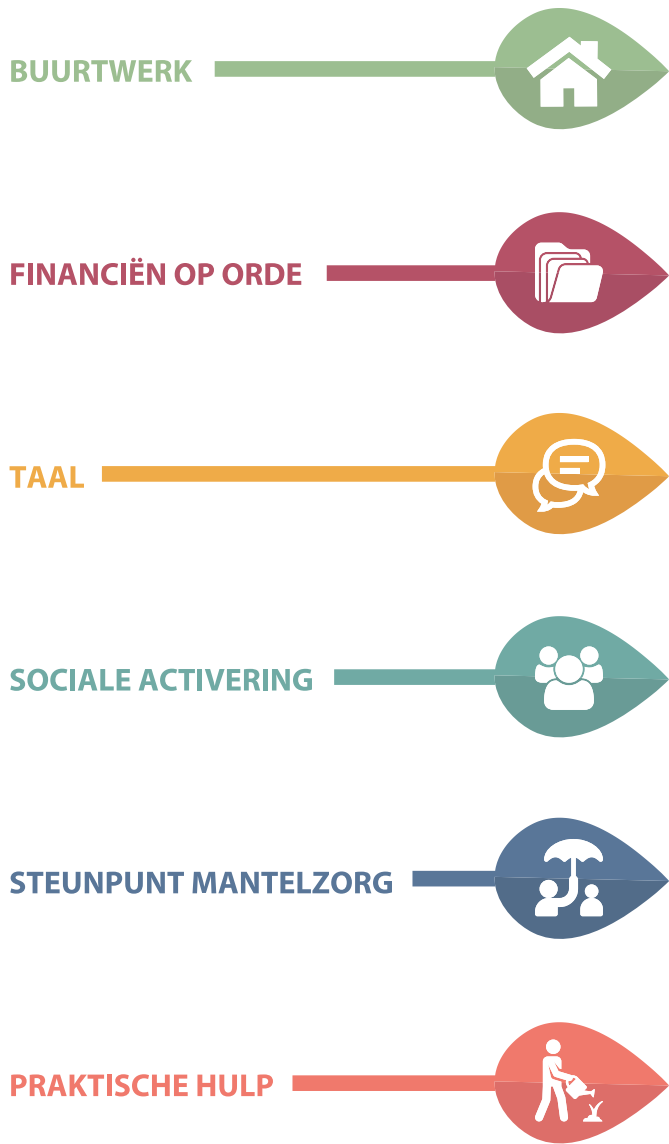 BUURTWERK
FINANCIËN OP ORDE
TAAL
SOCIALE ACTIVERING
STEUNPUNT MANTELZORG
PRAKTISCHE HULP